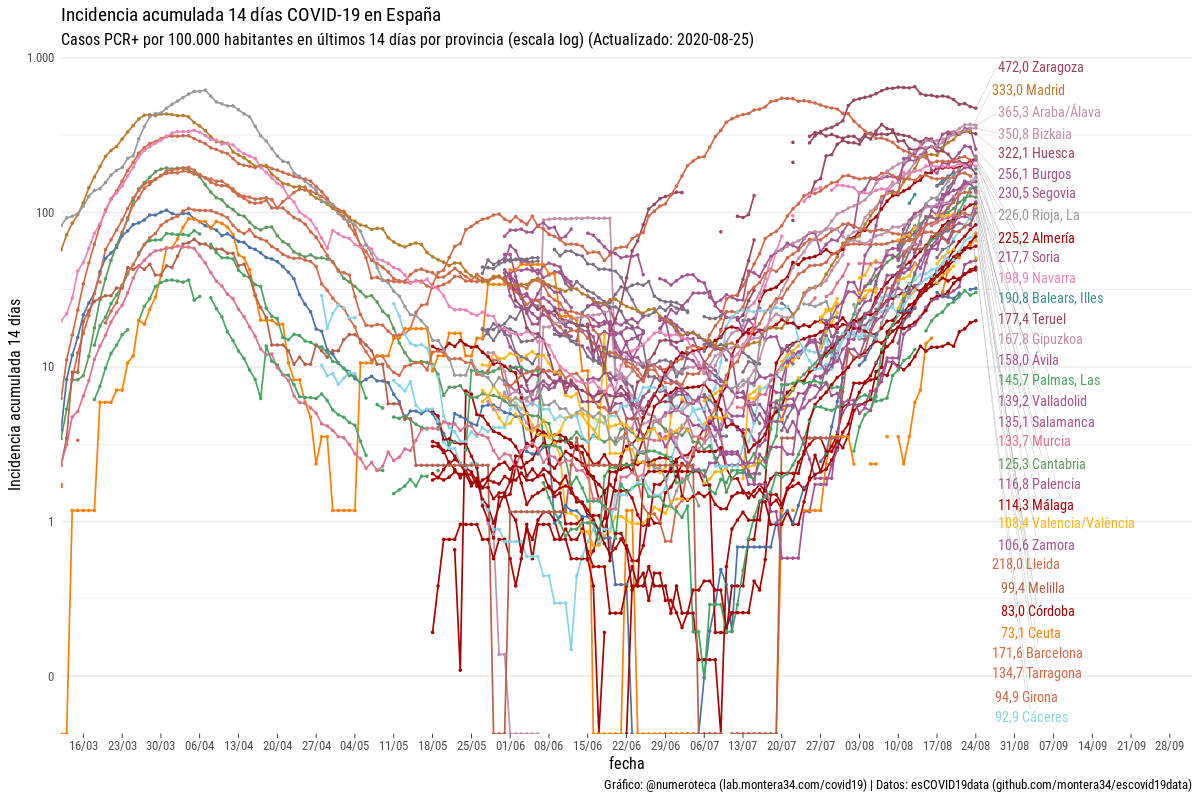 Incidencia acumulada 14 días COVID-19 en España
Casos PCR+ por 100.000 habitantes en últimos 14 días por provincia (escala log) (Actualizado: 2020-08-25)
1.000
100
10
1
0
Incidencia acumulada 14 días
472,0 Zaragoza
333,0 Madrid
365,3 Araba/Álava
350,8 Bizkaia
322,1 Huesca
256,1 Burgos
230,5 Segovia
226,0 Rioja, La
225,2 Almería
217,7 Soria
198,9 Navarra
190,8 Balears, Illes
177,4 Teruel
167,8 Gipuzkoa
158,0 Ávila
145,7 Palmas, Las
139,2 Valladolid
135,1 Salamanca
133,7 Murcia
125,3 Cantabria
116,8 Palencia
114,3 Málaga
108,4 Valencia/València
106,6 Zamora
218,0 Lleida
99,4 Melilla
83,0 Córdoba
73,1 Ceuta
171,6 Barcelona
134,7 Tarragona
94,9 Girona
92,9 Cáceres
16/03 23/03 30/03 06/04 13/04 20/04 27/04 04/05 11/05 18/05 25/05 01/06 08/06 15/06 22/06 29/06 06/07 13/07 20/07 27/07 03/08 10/08 17/08 24/08 31/08 07/09 14/09 21/09 28/09
fecha
Gráfico: @numeroteca (lab.montera34.com/covid19) | Datos: esCOVID19data (github.com/montera34/escovid19data)